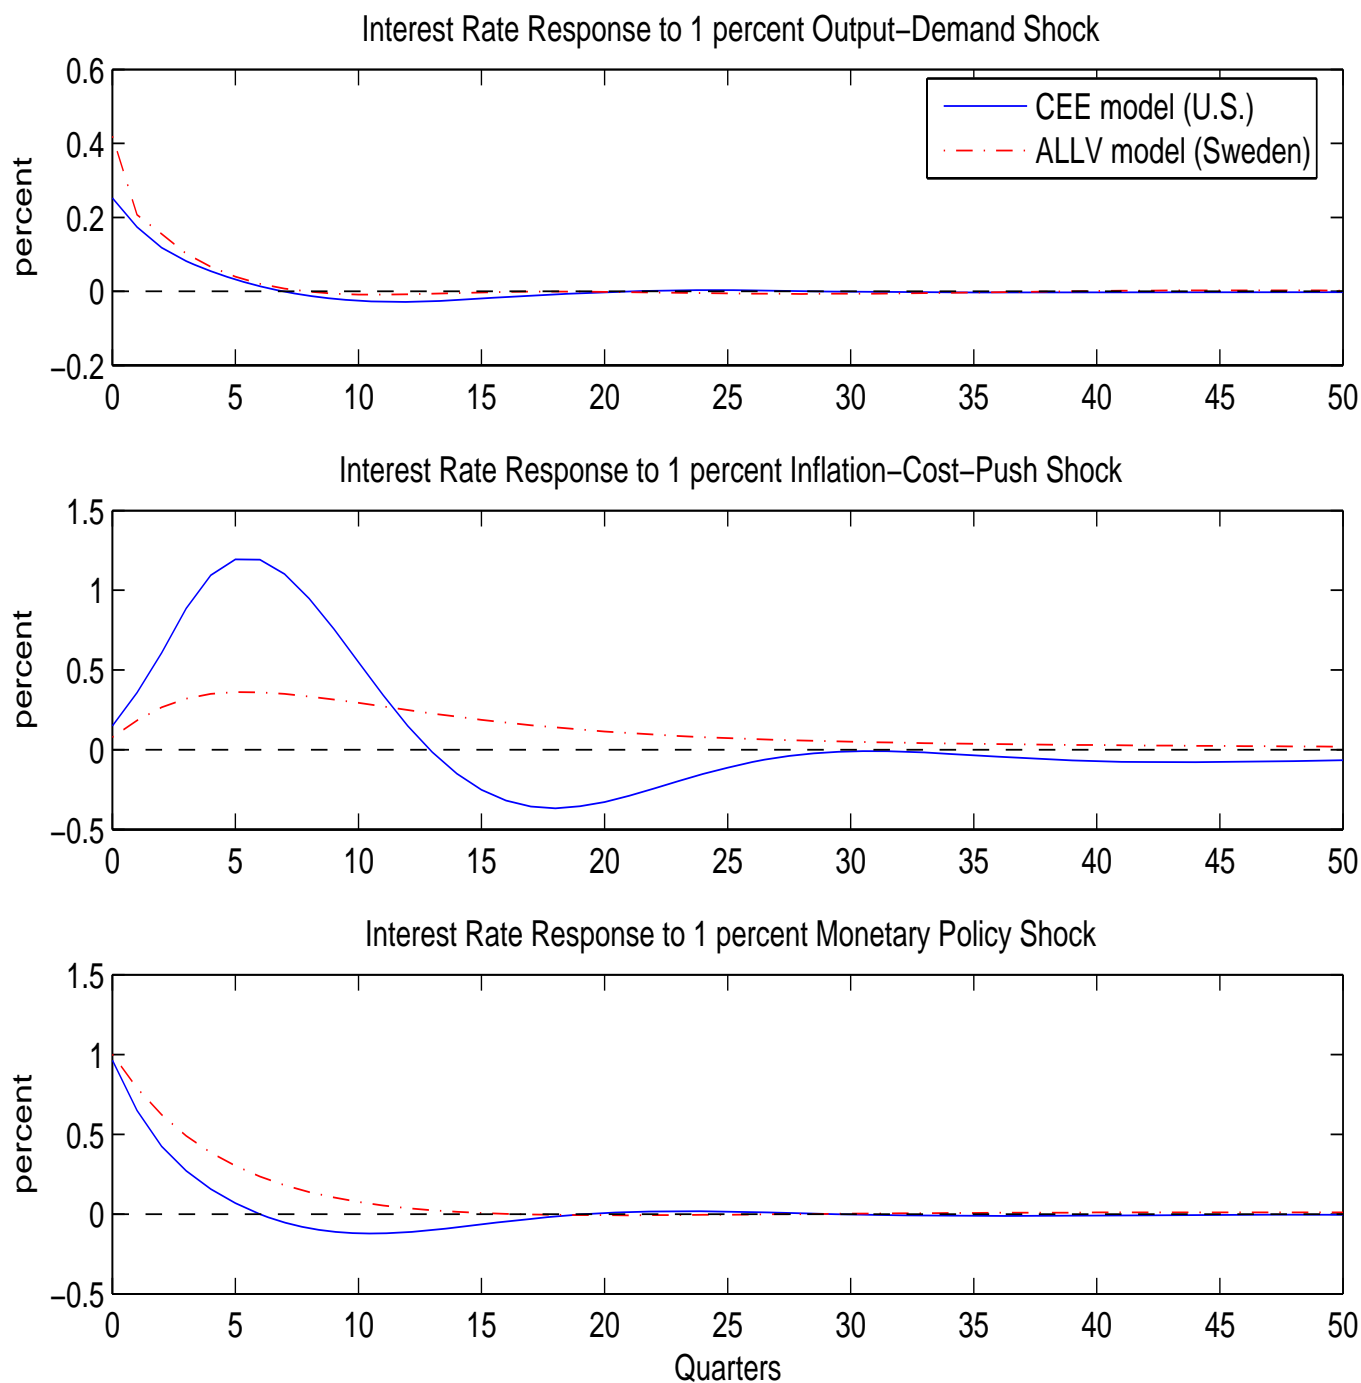 Interest Rate Response to 1 percent Output−Demand Shock
0.6
0.4
0.2
0
−0.2
percent
CEE model (U.S.)
ALLV model (Sweden)
0 5 10 15 20 25 30 35 40 45 50
Interest Rate Response to 1 percent Inflation−Cost−Push Shock
1.5
1
0.5
0
−0.5
percent
0 5 10 15 20 25 30 35 40 45 50
Interest Rate Response to 1 percent Monetary Policy Shock
1.5
1
0.5
0
−0.5
percent
0 5 10 15 20 25 30 35 40 45 50
Quarters